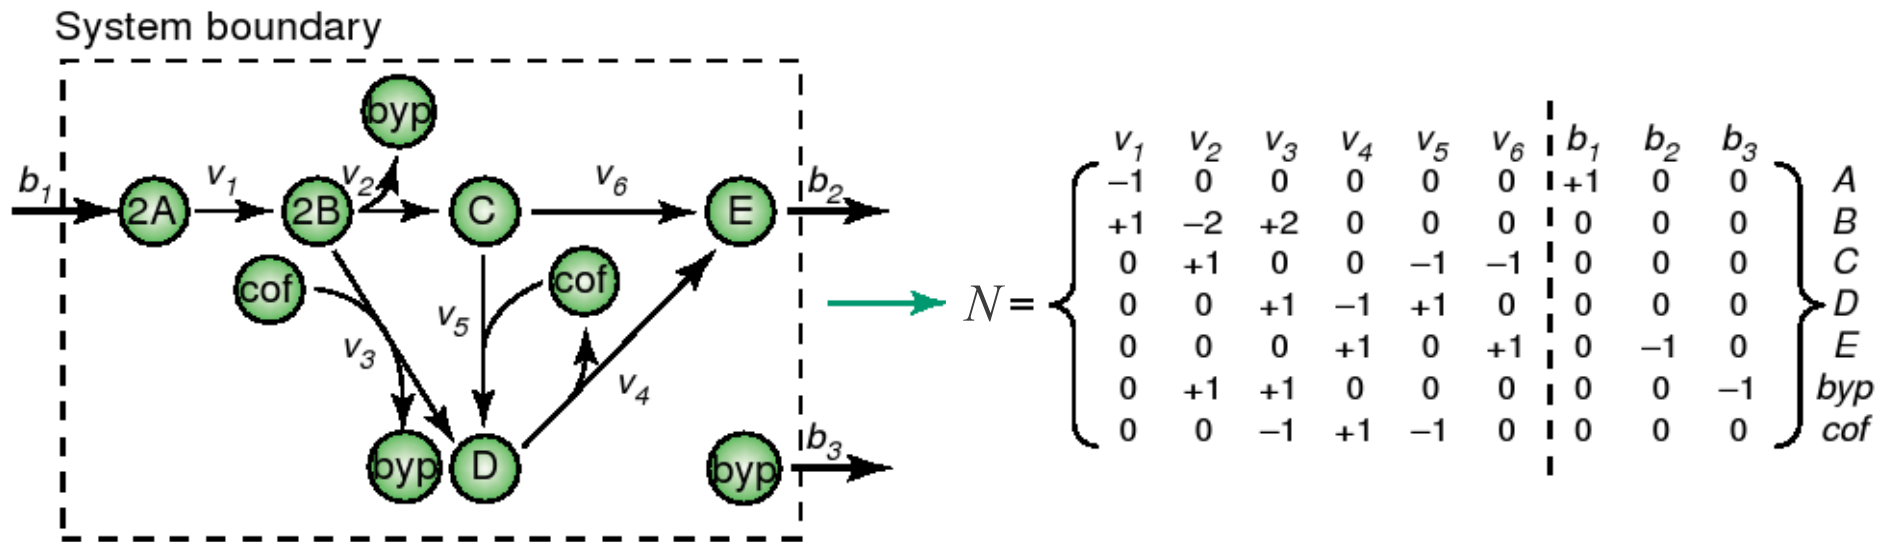 System boundary
byp
b1 2A v1 2B v2 C v6 E b2
cof cof
v5
v3
v4
byp D byp b3
N =
v1 v2 v3 v4 v5 v6 b1 b2 b3
–1 0 0 0 0 0 +1 0 0 A
+1 –2 +2 0 0 0 0 0 0 B
0 +1 0 0 –1 –1 0 0 0 C
0 0 +1 –1 +1 0 0 0 0 D
0 0 0 +1 0 +1 0 –1 0 E
0 +1 +1 0 0 0 0 0 –1 byp
0 0 –1 +1 –1 0 0 0 0 cof